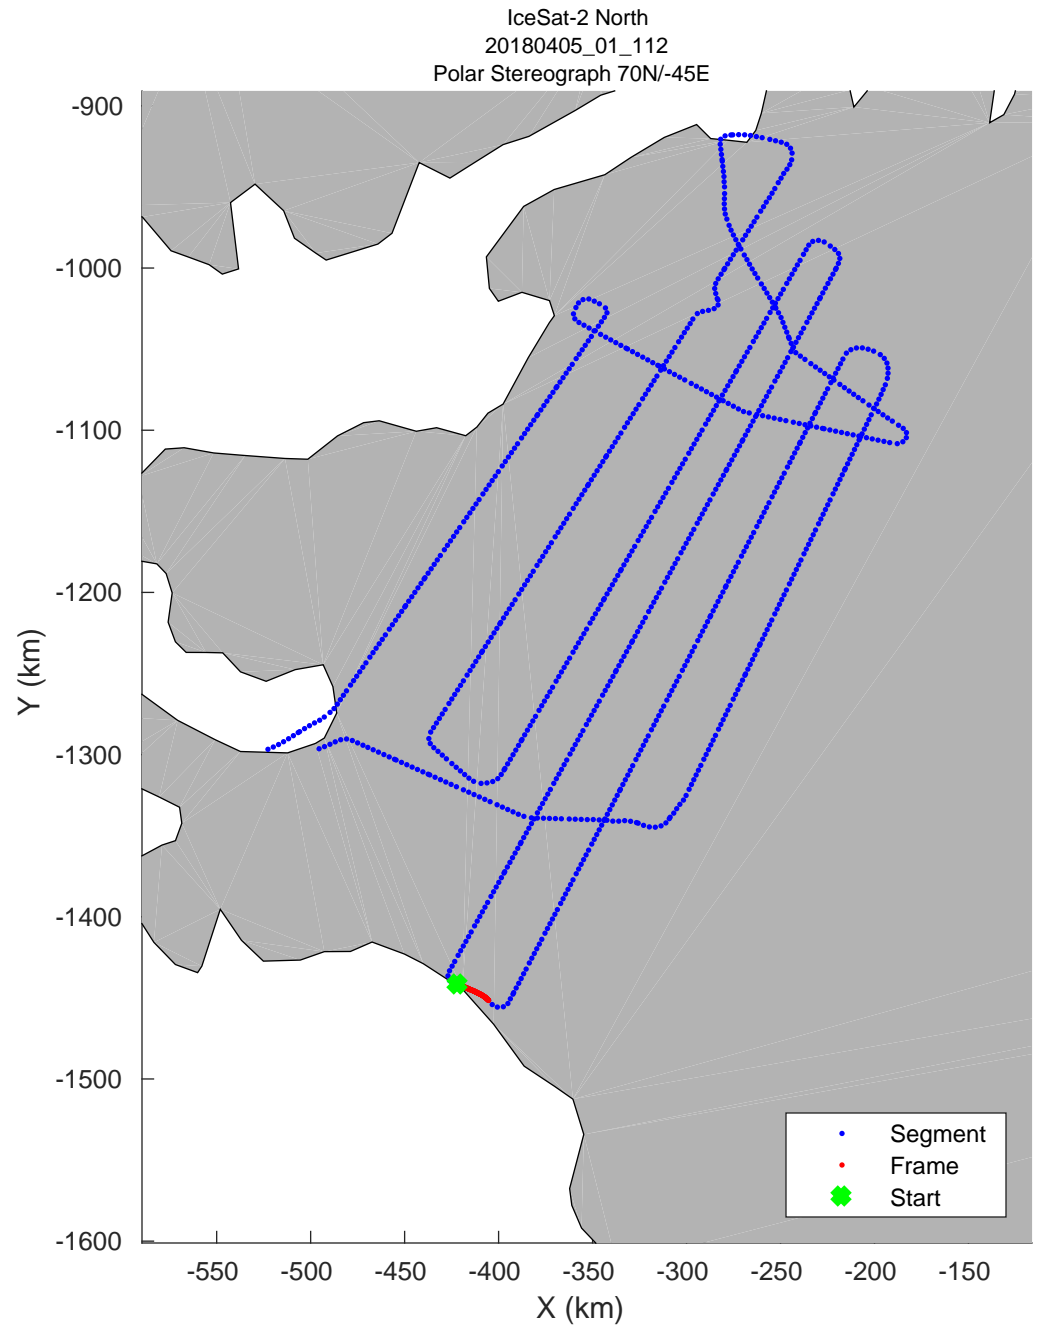 IceSat-2 North
20180405_01_112
Polar Stereograph 70N/-45E
-900
-1000
-1100
-1200
-1300
-1400
-1500
-1600
Y (km)
Segment
Frame
Start
-550 -500 -450 -400 -350 -300 -250 -200 -150
X (km)